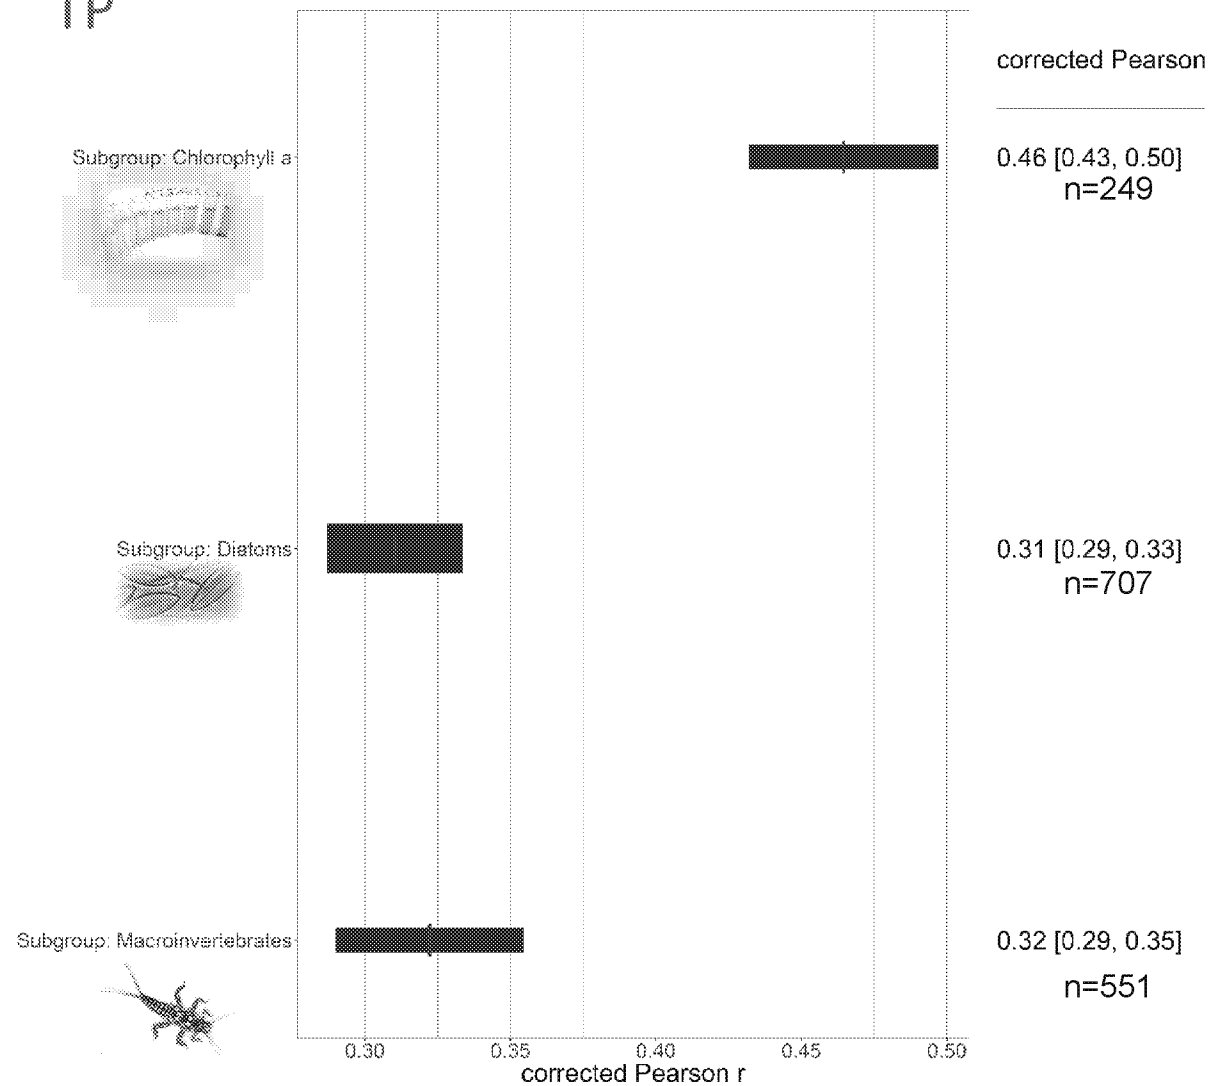 TP
corrected Pearson
Subgroup: Chlorophyll a
0.46 [0.43, 0.50]
n=249
Subgroup: Diatoms
0.31 [0.29, 0.33]
n=707
Subgroup: Macroinvertebrates
0.32 [0.29, 0.35]
n=551
0.30 0.35 0.40 0.45 0.50
corrected Pearson r